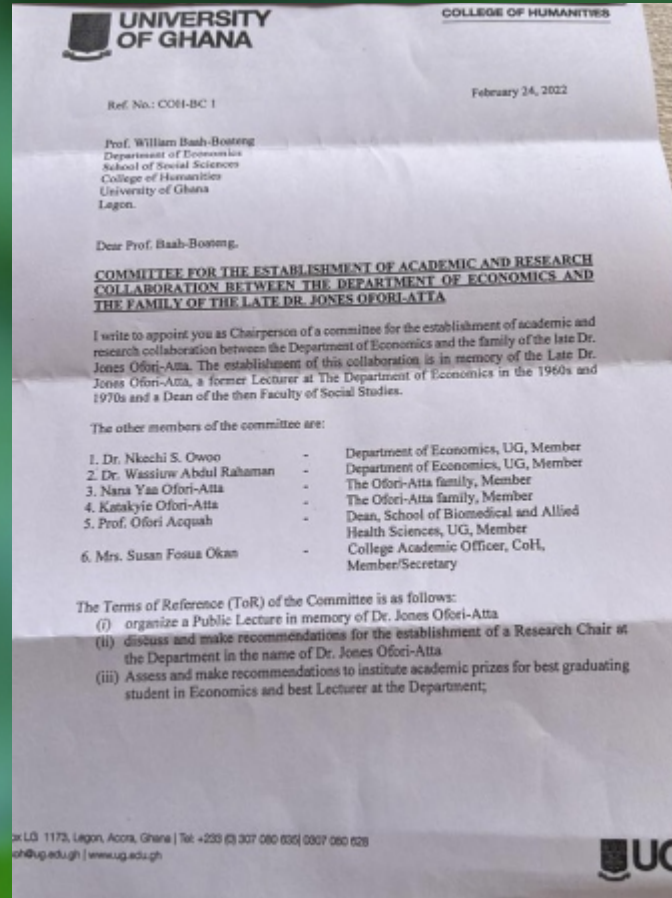 UNIVERSITY
OF GHANA
COLLEGE OF HUMANITIES
Ref. No.: COH-BC 1
February 24, 2022
Prof. William Baah-Boateng
Department of Economics
School of Social Sciences
College of Humanities
University of Ghana
Legon.
Dear Prof. Baah-Boateng,
COMMITTEE FOR THE ESTABLISHMENT OF ACADEMIC AND RESEARCH
COLLABORATION BETWEEN THE DEPARTMENT OF ECONOMICS AND
THE FAMILY OF THE LATE DR. JONES OFORI-ATTA
I write to appoint you as Chairperson of a committee for the establishment of academic and
research collaboration between the Department of Economics and the family of the late Dr.
Jones Ofori-Atta. The establishment of this collaboration is in memory of the Late Dr.
Jones Ofori-Atta, a former Lecturer at The Department of Economics in the 1960s and
1970s and a Dean of the then Faculty of Social Studies.
The other members of the committee are:
1. Dr. Nkechi S. Owoo - Department of Economics, UG, Member
2. Dr. Wassiuw Abdul Rahaman - Department of Economics, UG, Member
3. Nana Yaa Ofori-Atta - The Ofori-Atta family, Member
4. Katakyie Ofori-Atta - The Ofori-Atta family, Member
5. Prof. Ofori Acquah - Dean, School of Biomedical and Allied
Health Sciences, UG, Member
6. Mrs. Susan Fosua Okan - College Academic Officer, CoH,
Member/Secretary
The Terms of Reference (ToR) of the Committee is as follows:
(i) organize a Public Lecture in memory of Dr. Jones Ofori-Atta
(ii) discuss and make recommendations for the establishment of a Research Chair at
the Department in the name of Dr. Jones Ofori-Atta
(iii) Assess and make recommendations to institute academic prizes for best graduating
student in Economics and best Lecturer at the Department;
ox LG 1173, Legon, Accra, Ghana | Tel: +233 (0) 307 080 635| 0307 080 628
oh@ug.edu.gh | www.ug.edu.gh
UG